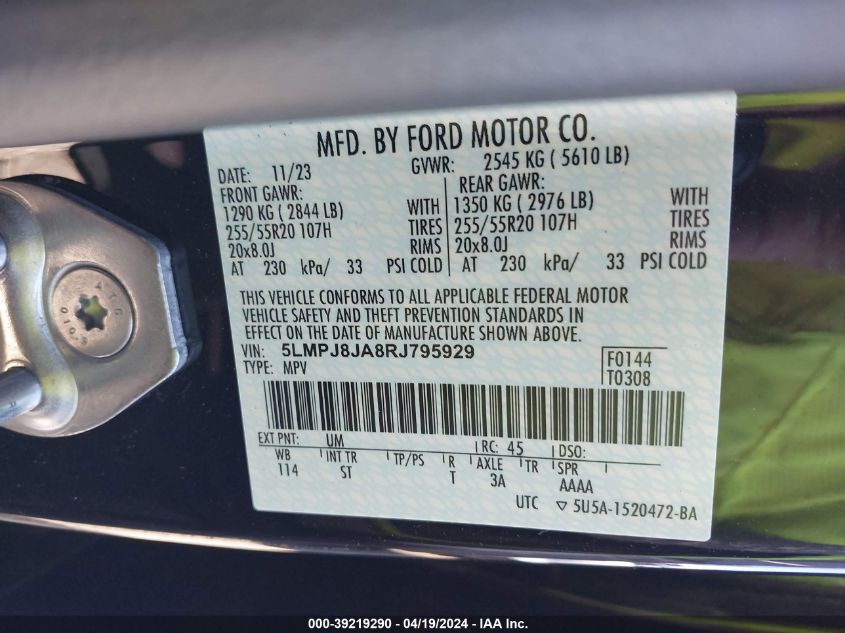 MFD. BY FORD MOTOR CO.
DATE: 11/23 GVWR: 2545 KG ( 5610 LB)
FRONT GAWR: REAR GAWR:
1290 KG ( 2844 LB) WITH 1350 KG ( 2976 LB) WITH
255/55R20 107H TIRES 255/55R20 107H TIRES
20x8.0J RIMS 20x8.0J RIMS
AT 230 kPa/ 33 PSI COLD AT 230 kPa/ 33 PSI COLD
THIS VEHICLE CONFORMS TO ALL APPLICABLE FEDERAL MOTOR
VEHICLE SAFETY AND THEFT PREVENTION STANDARDS IN
EFFECT ON THE DATE OF MANUFACTURE SHOWN ABOVE.
VIN: 5LMPJ8JA8RJ795929 F0144
TYPE: MPV T0308
EXT PNT: UM RC: 45 DSO:
WB INT TR TP/PS R AXLE TR SPR
114 ST T 3A AAAA
UTC ▽ 5U5A-1520472-BA
ATG
0109
000-39219290 - 04/19/2024 - IAA Inc.